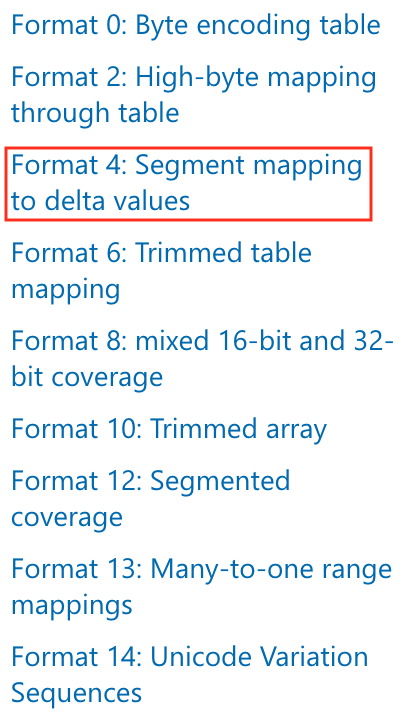 Format 0: Byte encoding table
Format 2: High-byte mapping
through table
Format 4: Segment mapping
to delta values
Format 6: Trimmed table
mapping
Format 8: mixed 16-bit and 32-
bit coverage
Format 10: Trimmed array
Format 12: Segmented
coverage
Format 13: Many-to-one range
mappings
Format 14: Unicode Variation
Sequences